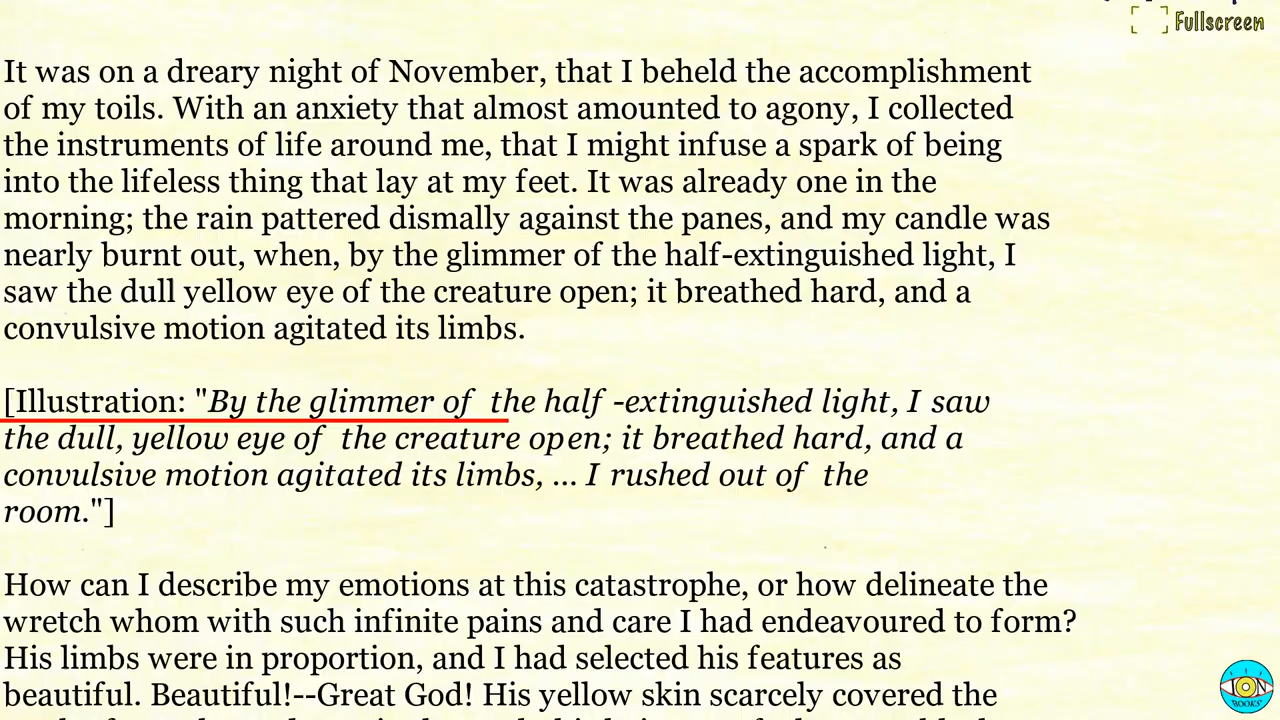 Fullscreen
It was on a dreary night of November, that I beheld the accomplishment
of my toils. With an anxiety that almost amounted to agony, I collected
the instruments of life around me, that I might infuse a spark of being
into the lifeless thing that lay at my feet. It was already one in the
morning; the rain pattered dismally against the panes, and my candle was
nearly burnt out, when, by the glimmer of the half-extinguished light, I
saw the dull yellow eye of the creature open; it breathed hard, and a
convulsive motion agitated its limbs.
[Illustration: "By the glimmer of the half -extinguished light, I saw
the dull, yellow eye of the creature open; it breathed hard, and a
convulsive motion agitated its limbs, ... I rushed out of the
room."]
How can I describe my emotions at this catastrophe, or how delineate the
wretch whom with such infinite pains and care I had endeavoured to form?
His limbs were in proportion, and I had selected his features as
beautiful. Beautiful!--Great God! His yellow skin scarcely covered the
ION
BOOKS